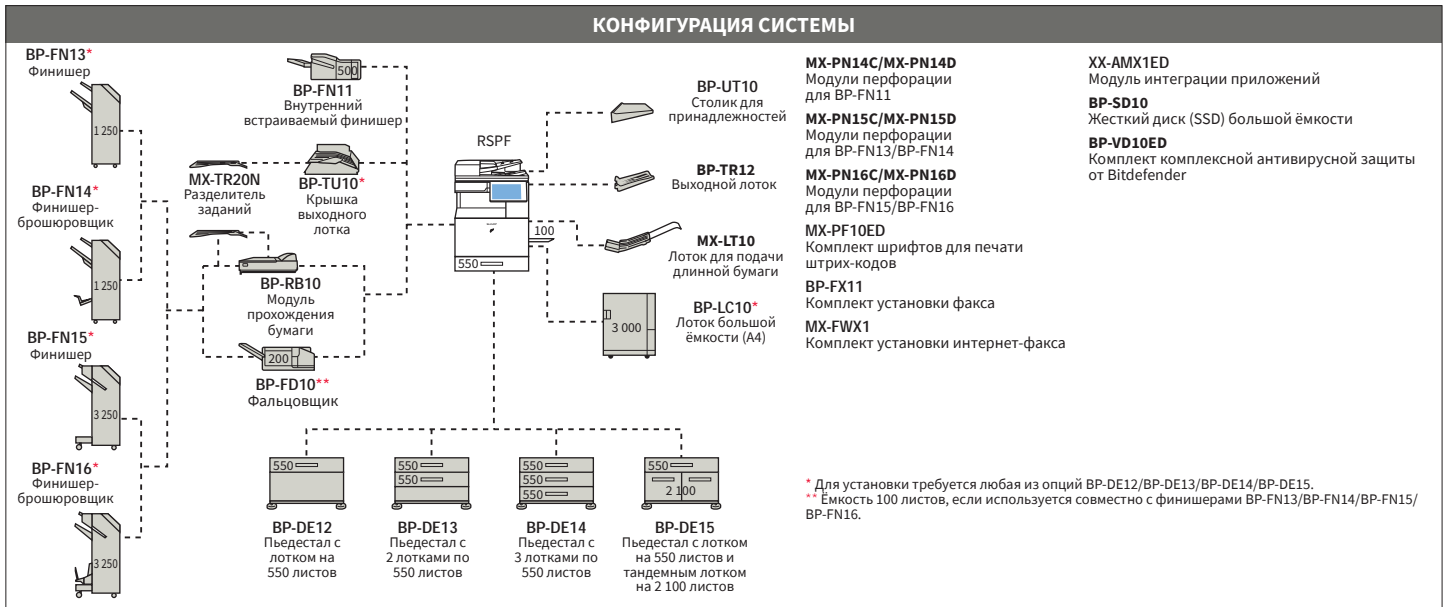 КОНФИГУРАЦИЯ СИСТЕМЫ
BP-FN13*
Финишер
1 250
BP-FN14*
Финишер-
брошюровщик
1 250
BP-FN15*
Финишер
3 250
BP-FN16*
Финишер-
брошюровщик
3 250
500
BP-FN11
Внутренний
встраиваемый финишер
MX-TR20N
Разделитель
заданий
BP-TU10*
Крышка
выходного
лотка
BP-RB10
Модуль
прохождения
бумаги
200
BP-FD10**
Фальцовщик
RSPF
SHARP
100
550
BP-UT10
Столик для
принадлежностей
BP-TR12
Выходной лоток
MX-LT10
Лоток для подачи
длинной бумаги
3 000
BP-LC10*
Лоток большой
ёмкости (A4)
550
BP-DE12
Пьедестал с
лотком на
550 листов
550
550
BP-DE13
Пьедестал с
2 лотками по
550 листов
550
550
550
BP-DE14
Пьедестал с
3 лотками по
550 листов
550
2 100
BP-DE15
Пьедестал с лотком
на 550 листов и
тандемным лотком
на 2 100 листов
MX-PN14C/MX-PN14D
Модули перфорации
для BP-FN11
MX-PN15C/MX-PN15D
Модули перфорации
для BP-FN13/BP-FN14
MX-PN16C/MX-PN16D
Модули перфорации
для BP-FN15/BP-FN16
MX-PF10ED
Комплект шрифтов для печати
штрих-кодов
BP-FX11
Комплект установки факса
MX-FWX1
Комплект установки интернет-факса
XX-AMX1ED
Модуль интеграции приложений
BP-SD10
Жесткий диск (SSD) большой ёмкости
BP-VD10ED
Комплект комплексной антивирусной защиты
от Bitdefender
* Для установки требуется любая из опций BP-DE12/BP-DE13/BP-DE14/BP-DE15.
** Ёмкость 100 листов, если используется совместно с финишерами BP-FN13/BP-FN14/BP-FN15/
BP-FN16.